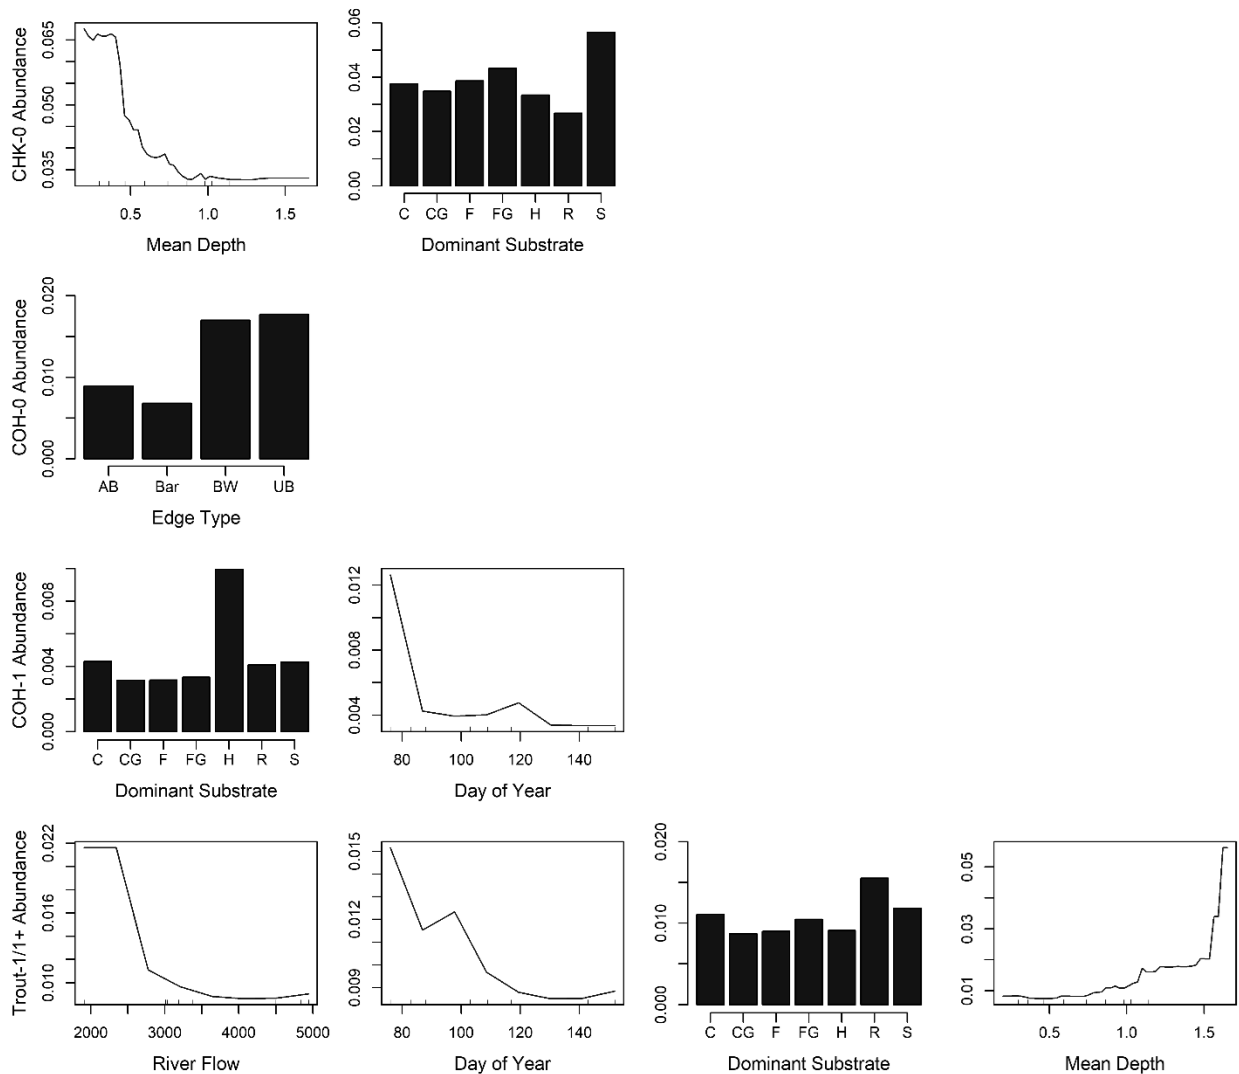 CHK-0 Abundance
0.035 0.050 0.065
0.5 1.0 1.5
Mean Depth
0.00 0.02 0.04 0.06
C CG F FG H R S
Dominant Substrate
COH-0 Abundance
0.000 0.010 0.020
AB Bar BW UB
Edge Type
COH-1 Abundance
0.000 0.004 0.008
C CG F FG H R S
Dominant Substrate
0.004 0.008 0.012
80 100 120 140
Day of Year
Trout-1/1+ Abundance
0.010 0.016 0.022
2000 3000 4000 5000
River Flow
0.009 0.012 0.015
80 100 120 140
Day of Year
0.000 0.010 0.020
C CG F FG H R S
Dominant Substrate
0.01 0.03 0.05
0.5 1.0 1.5
Mean Depth